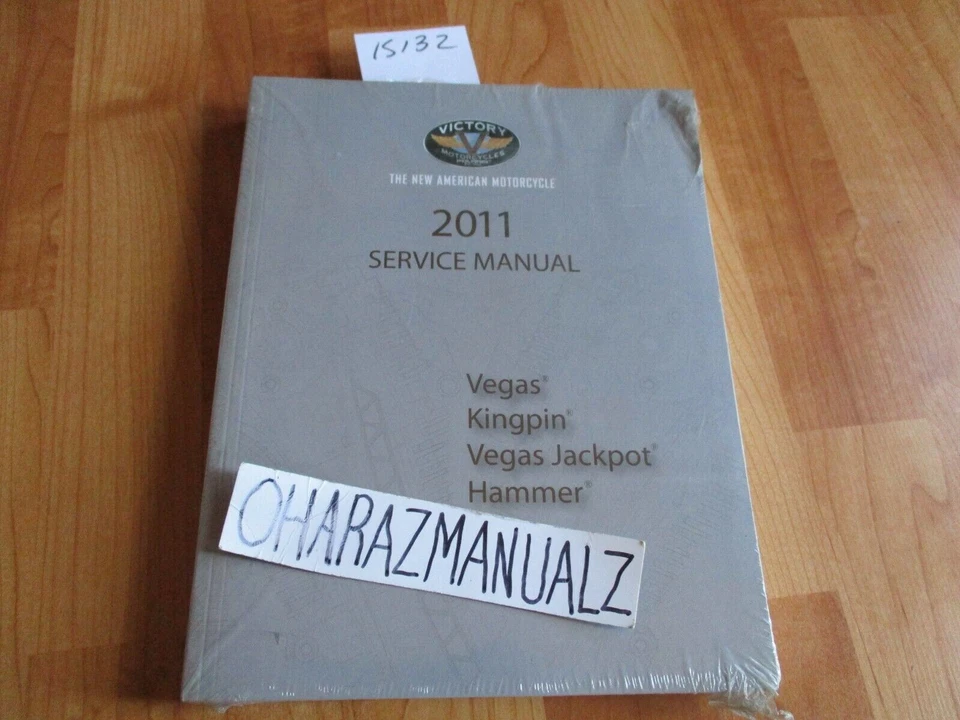 15132
VICTORY
MOTORCYCLES
THE NEW AMERICAN MOTORCYCLE
2011
SERVICE MANUAL
Vegas®
Kingpin®
Vegas Jackpot®
Hammer®
OHARAZMANUALZ